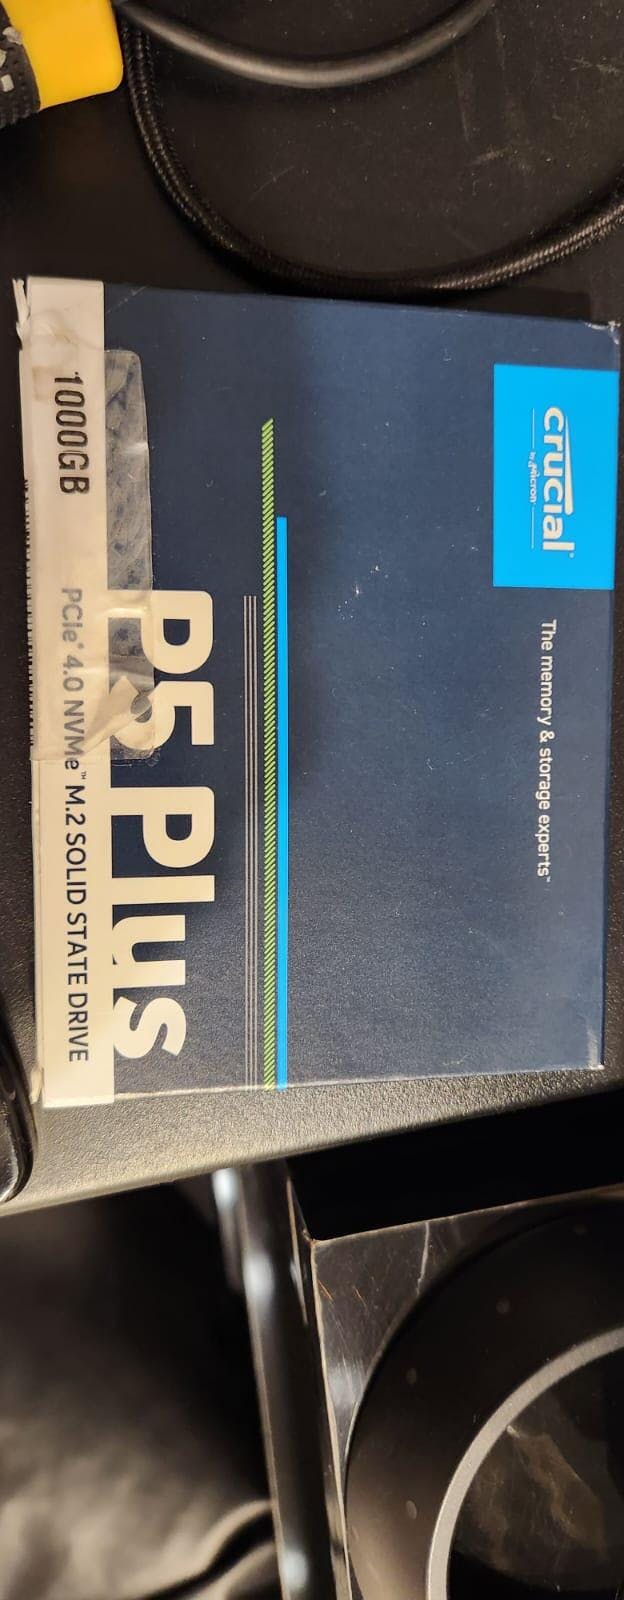 crucial®
by Micron
The memory & storage experts™
P5 Plus
1000GB PCIe® 4.0 NVMe™ M.2 SOLID STATE DRIVE